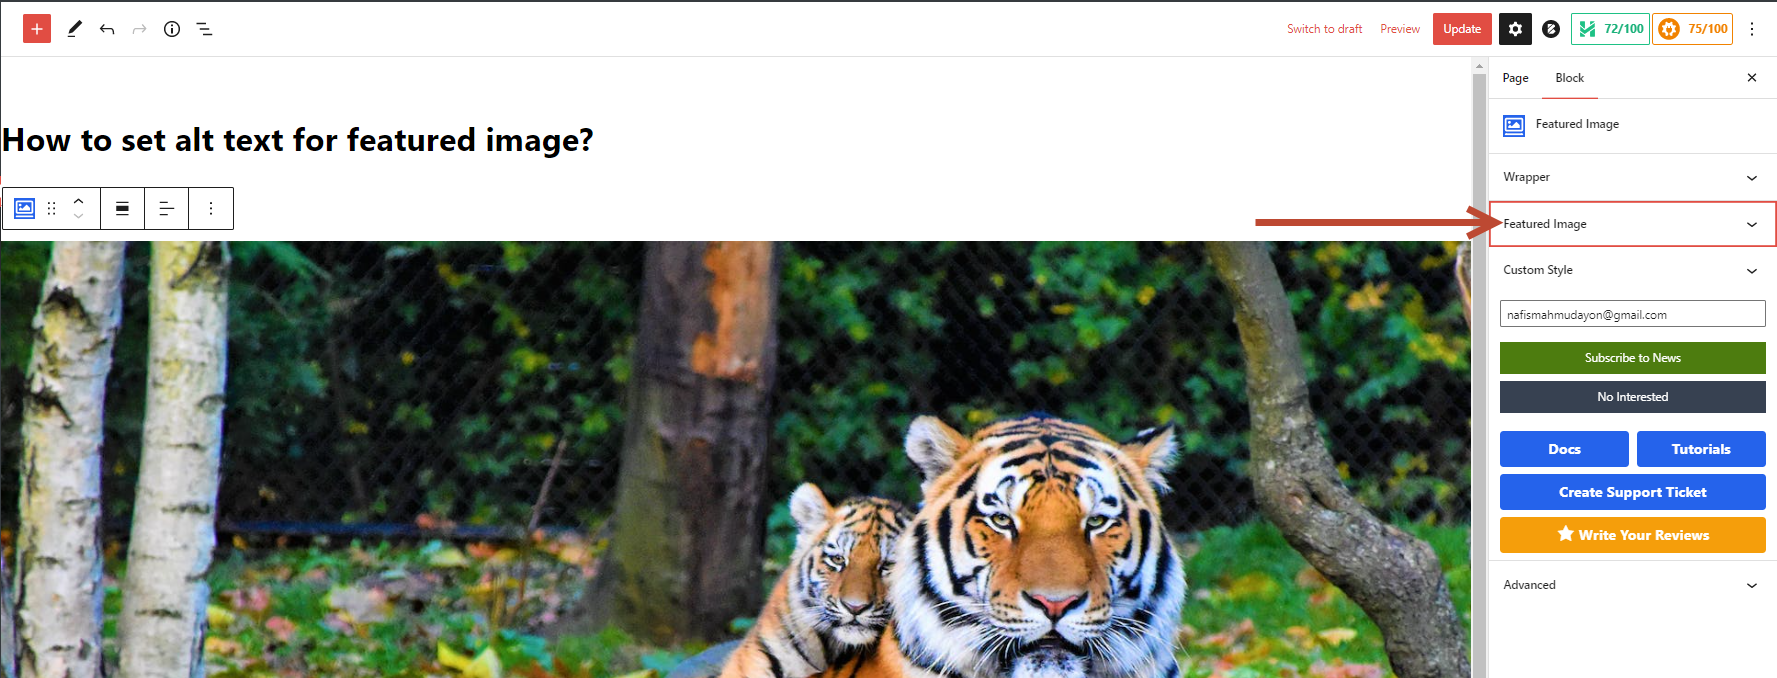 Switch to draft Preview Update 72/100 75/100
Page Block
Featured Image
How to set alt text for featured image?
Wrapper
Featured Image
Custom Style
nafismahmudayon@gmail.com
Subscribe to News
No Interested
Docs Tutorials
Create Support Ticket
Write Your Reviews
Advanced